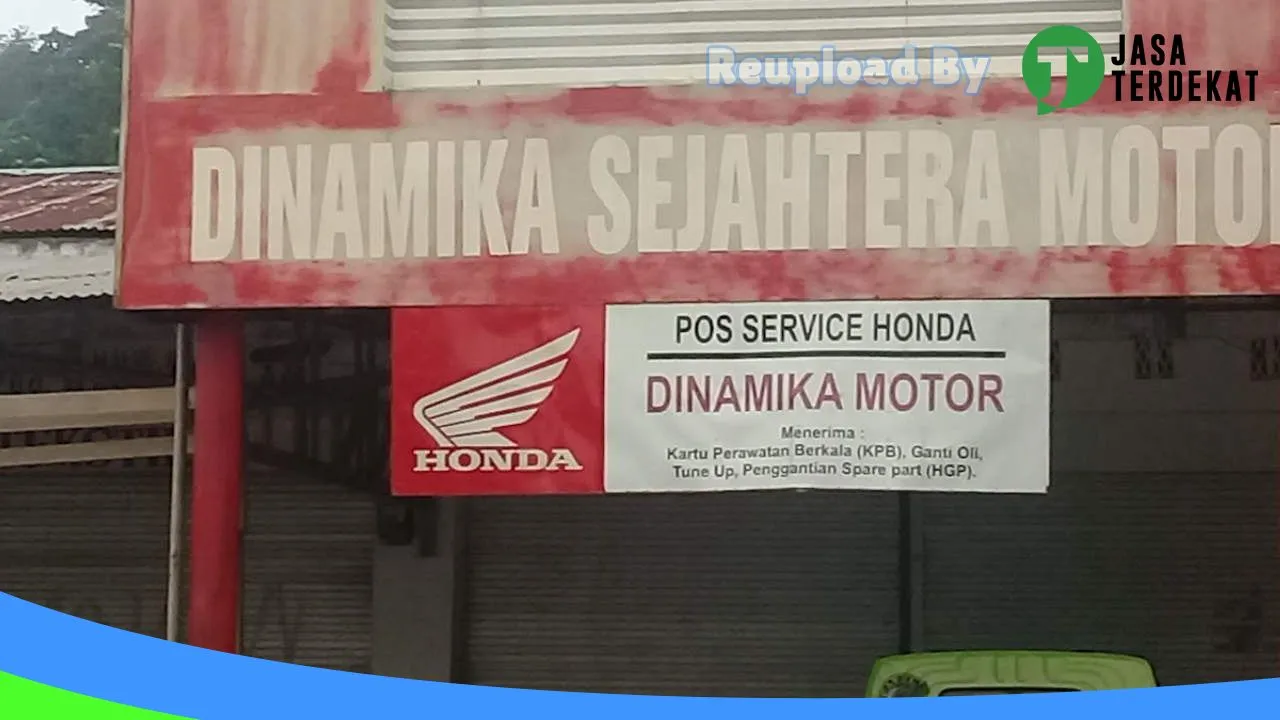 Reupload By
JASA
TERDEKAT
DINAMIKA SEJAHTERA MOTO
POS SERVICE HONDA
DINAMIKA MOTOR
Menerima :
Kartu Perawatan Berkala (KPB), Ganti Oli,
Tune Up, Penggantian Spare part (HGP).
HONDA